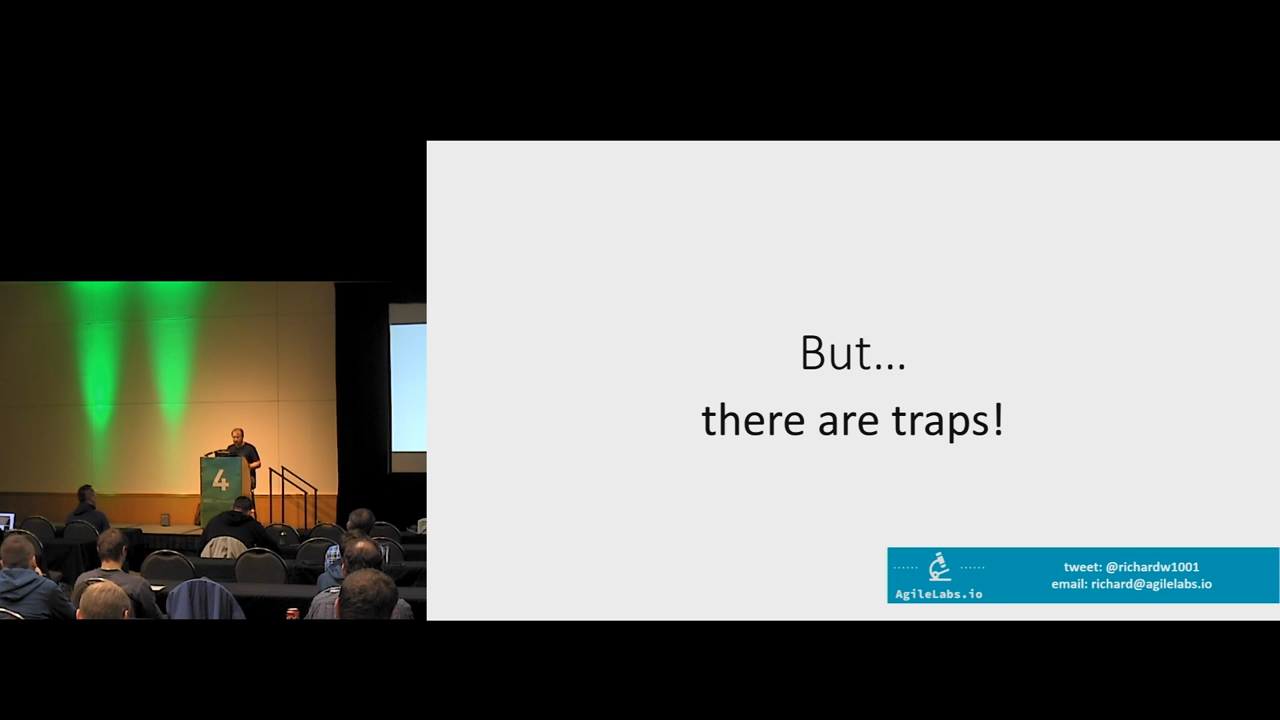 4
But...
there are traps!
AgileLabs.io
tweet: @richardw1001
email: richard@agilelabs.io